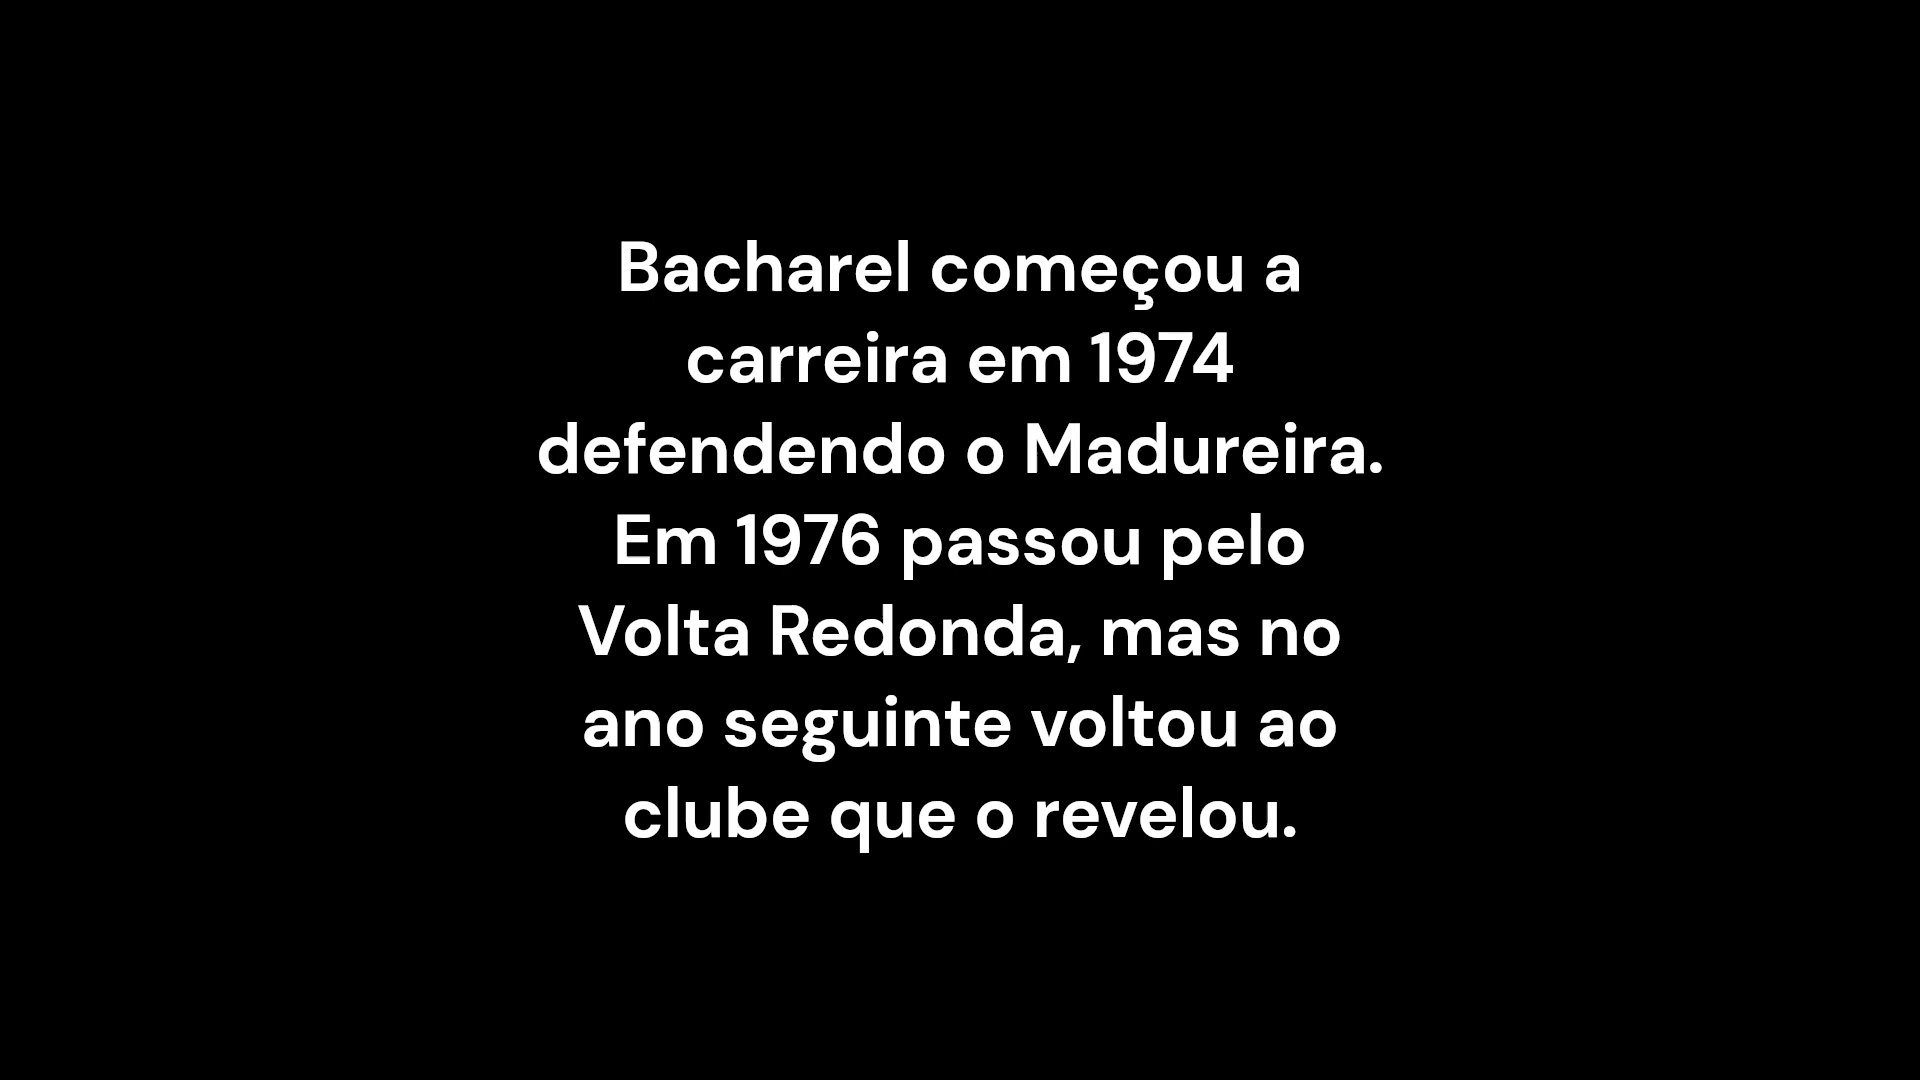 Bacharel começou a
carreira em 1974
defendendo o Madureira.
Em 1976 passou pelo
Volta Redonda, mas no
ano seguinte voltou ao
clube que o revelou.